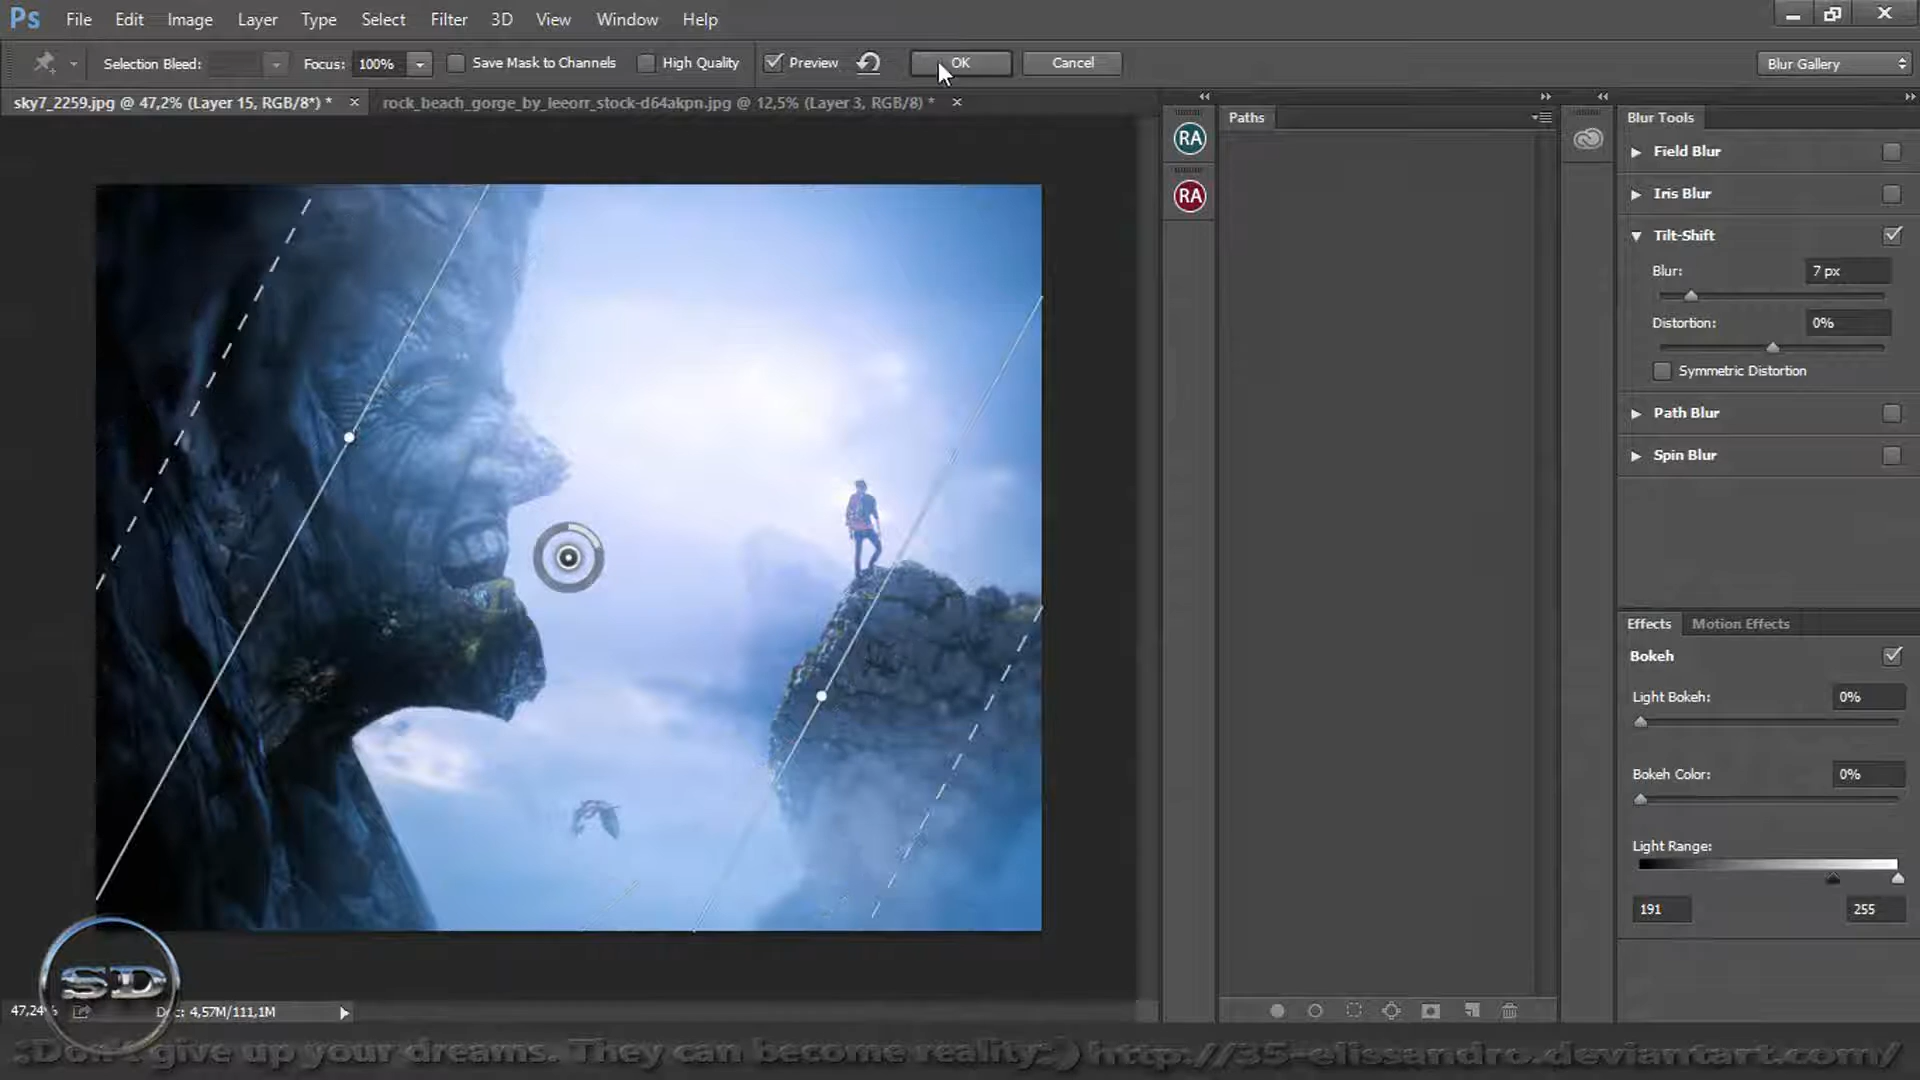 Ps File Edit Image Layer Type Select Filter 3D View Window Help
Selection Bleed: Focus: 100% Save Mask to Channels High Quality Preview OK Cancel Blur Gallery
sky7_2259.jpg @ 47,2% (Layer 15, RGB/8*) * rock_beach_gorge_by_leeorr_stock-d64akpn.jpg @ 12,5% (Layer 3, RGB/8) *
RA
RA
Paths
Blur Tools
Field Blur
Iris Blur
Tilt-Shift
Blur: 7 px
Distortion: 0%
Symmetric Distortion
Path Blur
Spin Blur
Effects Motion Effects
Bokeh
Light Bokeh: 0%
Bokeh Color: 0%
Light Range:
191 255
SD
47,24% Doc: 4,57M/111,1M
:Don't give up your dreams. They can become reality:-) http://35-elissandro.deviantart.com/